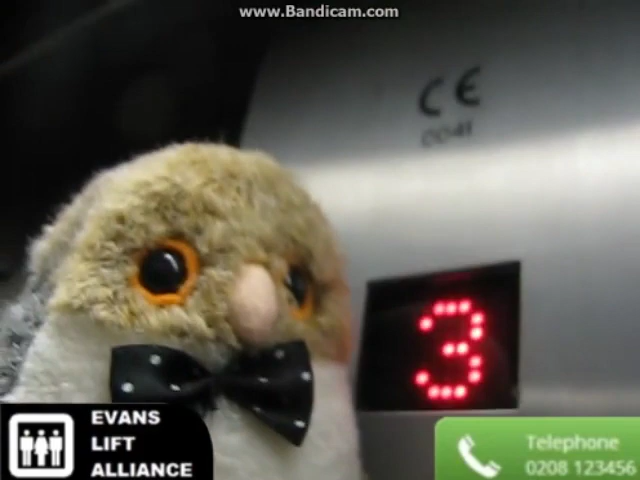 www.Bandicam.com
CE
0041
3
EVANS
LIFT
ALLIANCE
Telephone
0208 123456